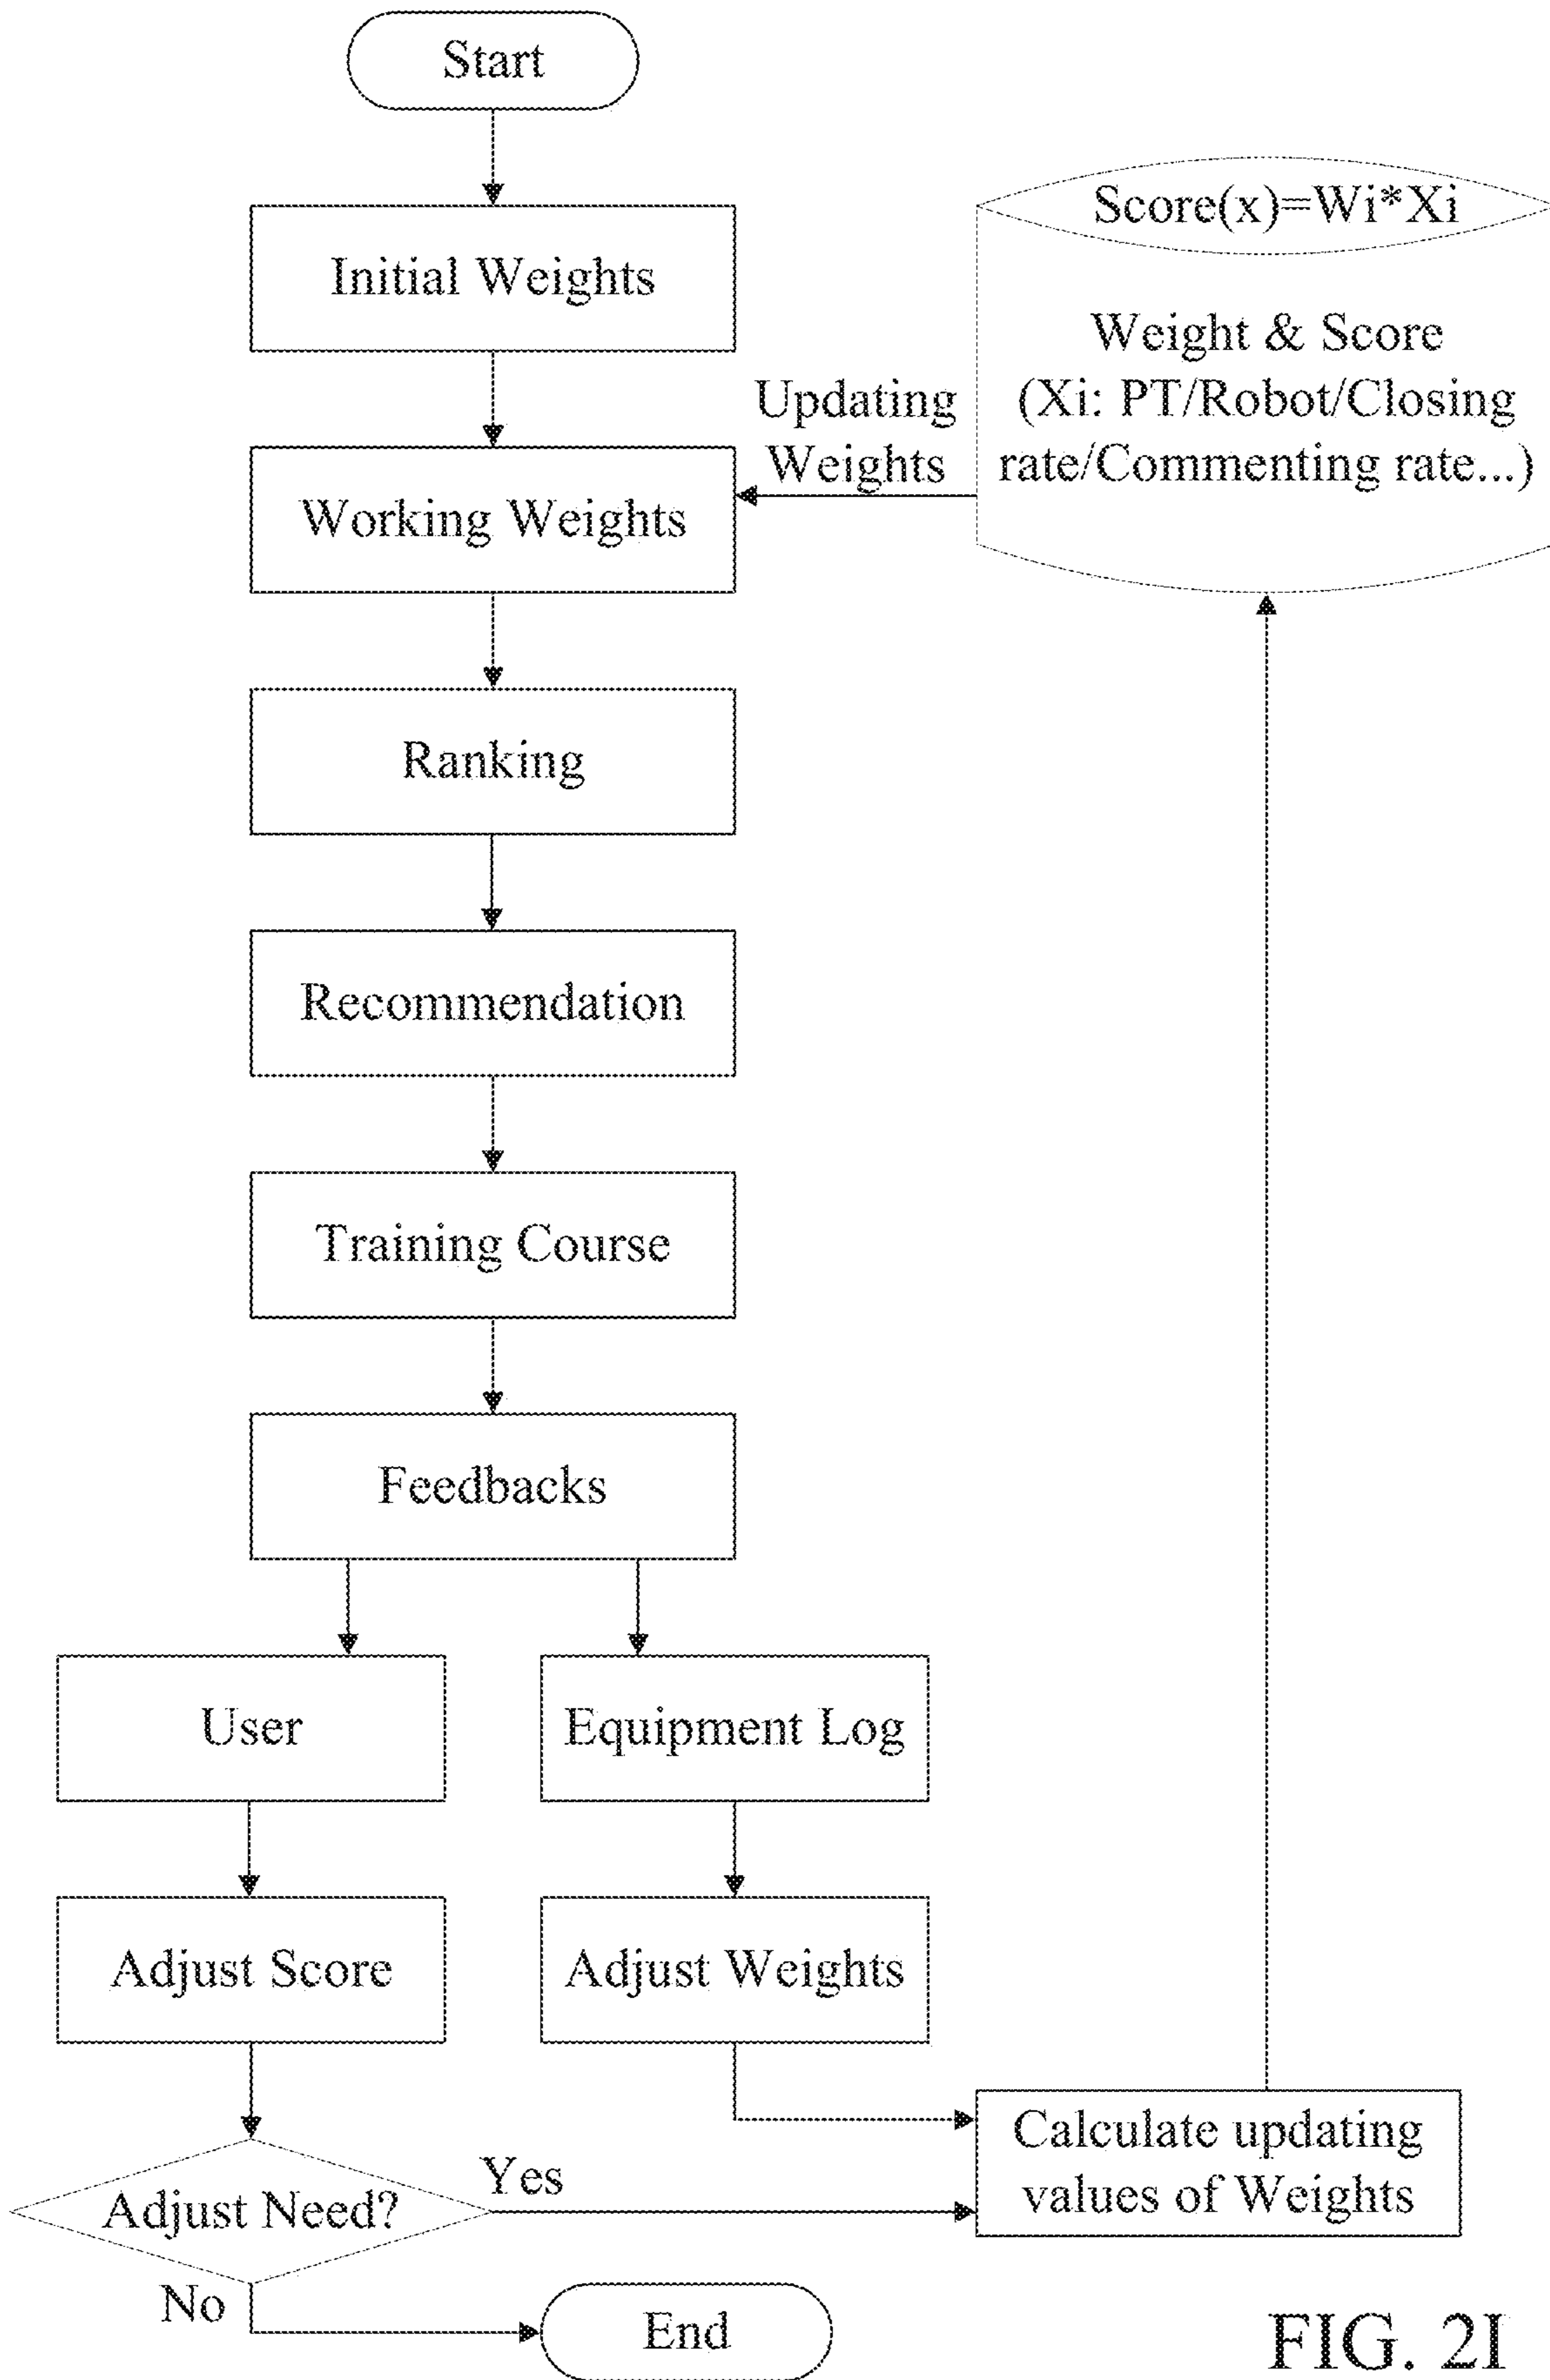 Start
Initial Weights
Score(x)=Wi*Xi
Weight & Score
(Xi: PT/Robot/Closing
rate/Commenting rate...)
Updating
Weights
Working Weights
Ranking
Recommendation
Training Course
Feedbacks
User
Equipment Log
Adjust Score
Adjust Weights
Calculate updating
values of Weights
Adjust Need?
Yes
No
End
FIG. 2I